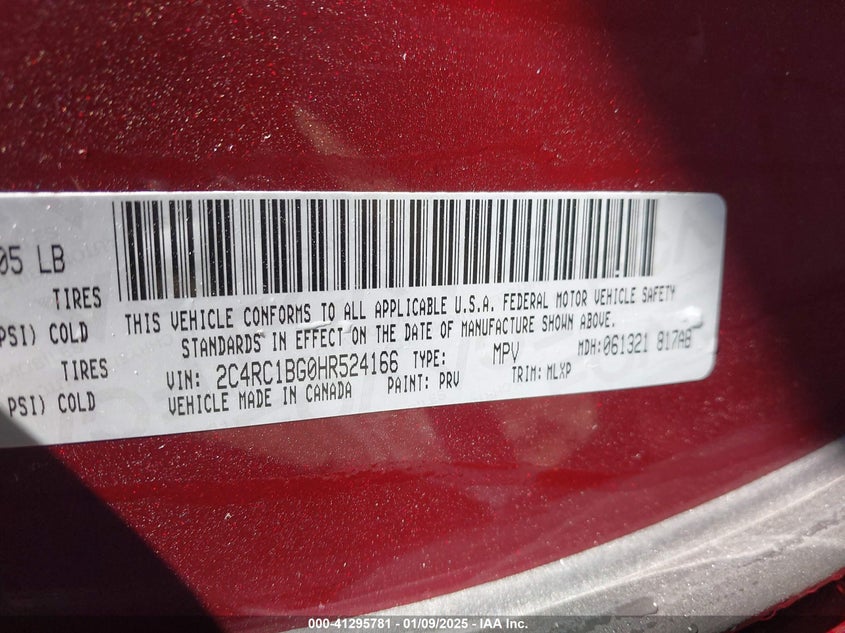 05 LB
TIRES
PSI) COLD
TIRES
PSI) COLD
THIS VEHICLE CONFORMS TO ALL APPLICABLE U.S.A. FEDERAL MOTOR VEHICLE SAFETY
STANDARDS IN EFFECT ON THE DATE OF MANUFACTURE SHOWN ABOVE.
VIN: 2C4RC1BG0HR524166 TYPE: MPV MDH:061321 817AB
VEHICLE MADE IN CANADA PAINT: PRV TRIM: MLXP
000-41295781 - 01/09/2025 - IAA Inc.